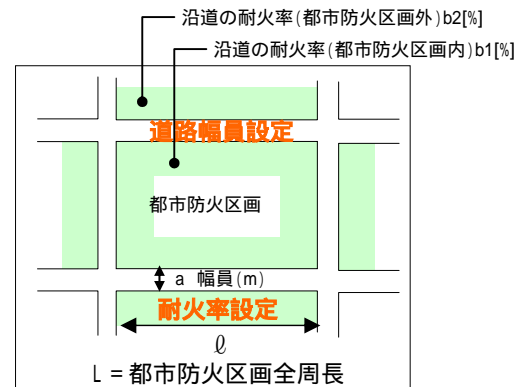 沿道の耐火率(都市防火区画外)b2[%]
沿道の耐火率(都市防火区画内)b1[%]
道路幅員設定
都市防火区画
a 幅員(m)
耐火率設定
ℓ
L =都市防火区画全周長